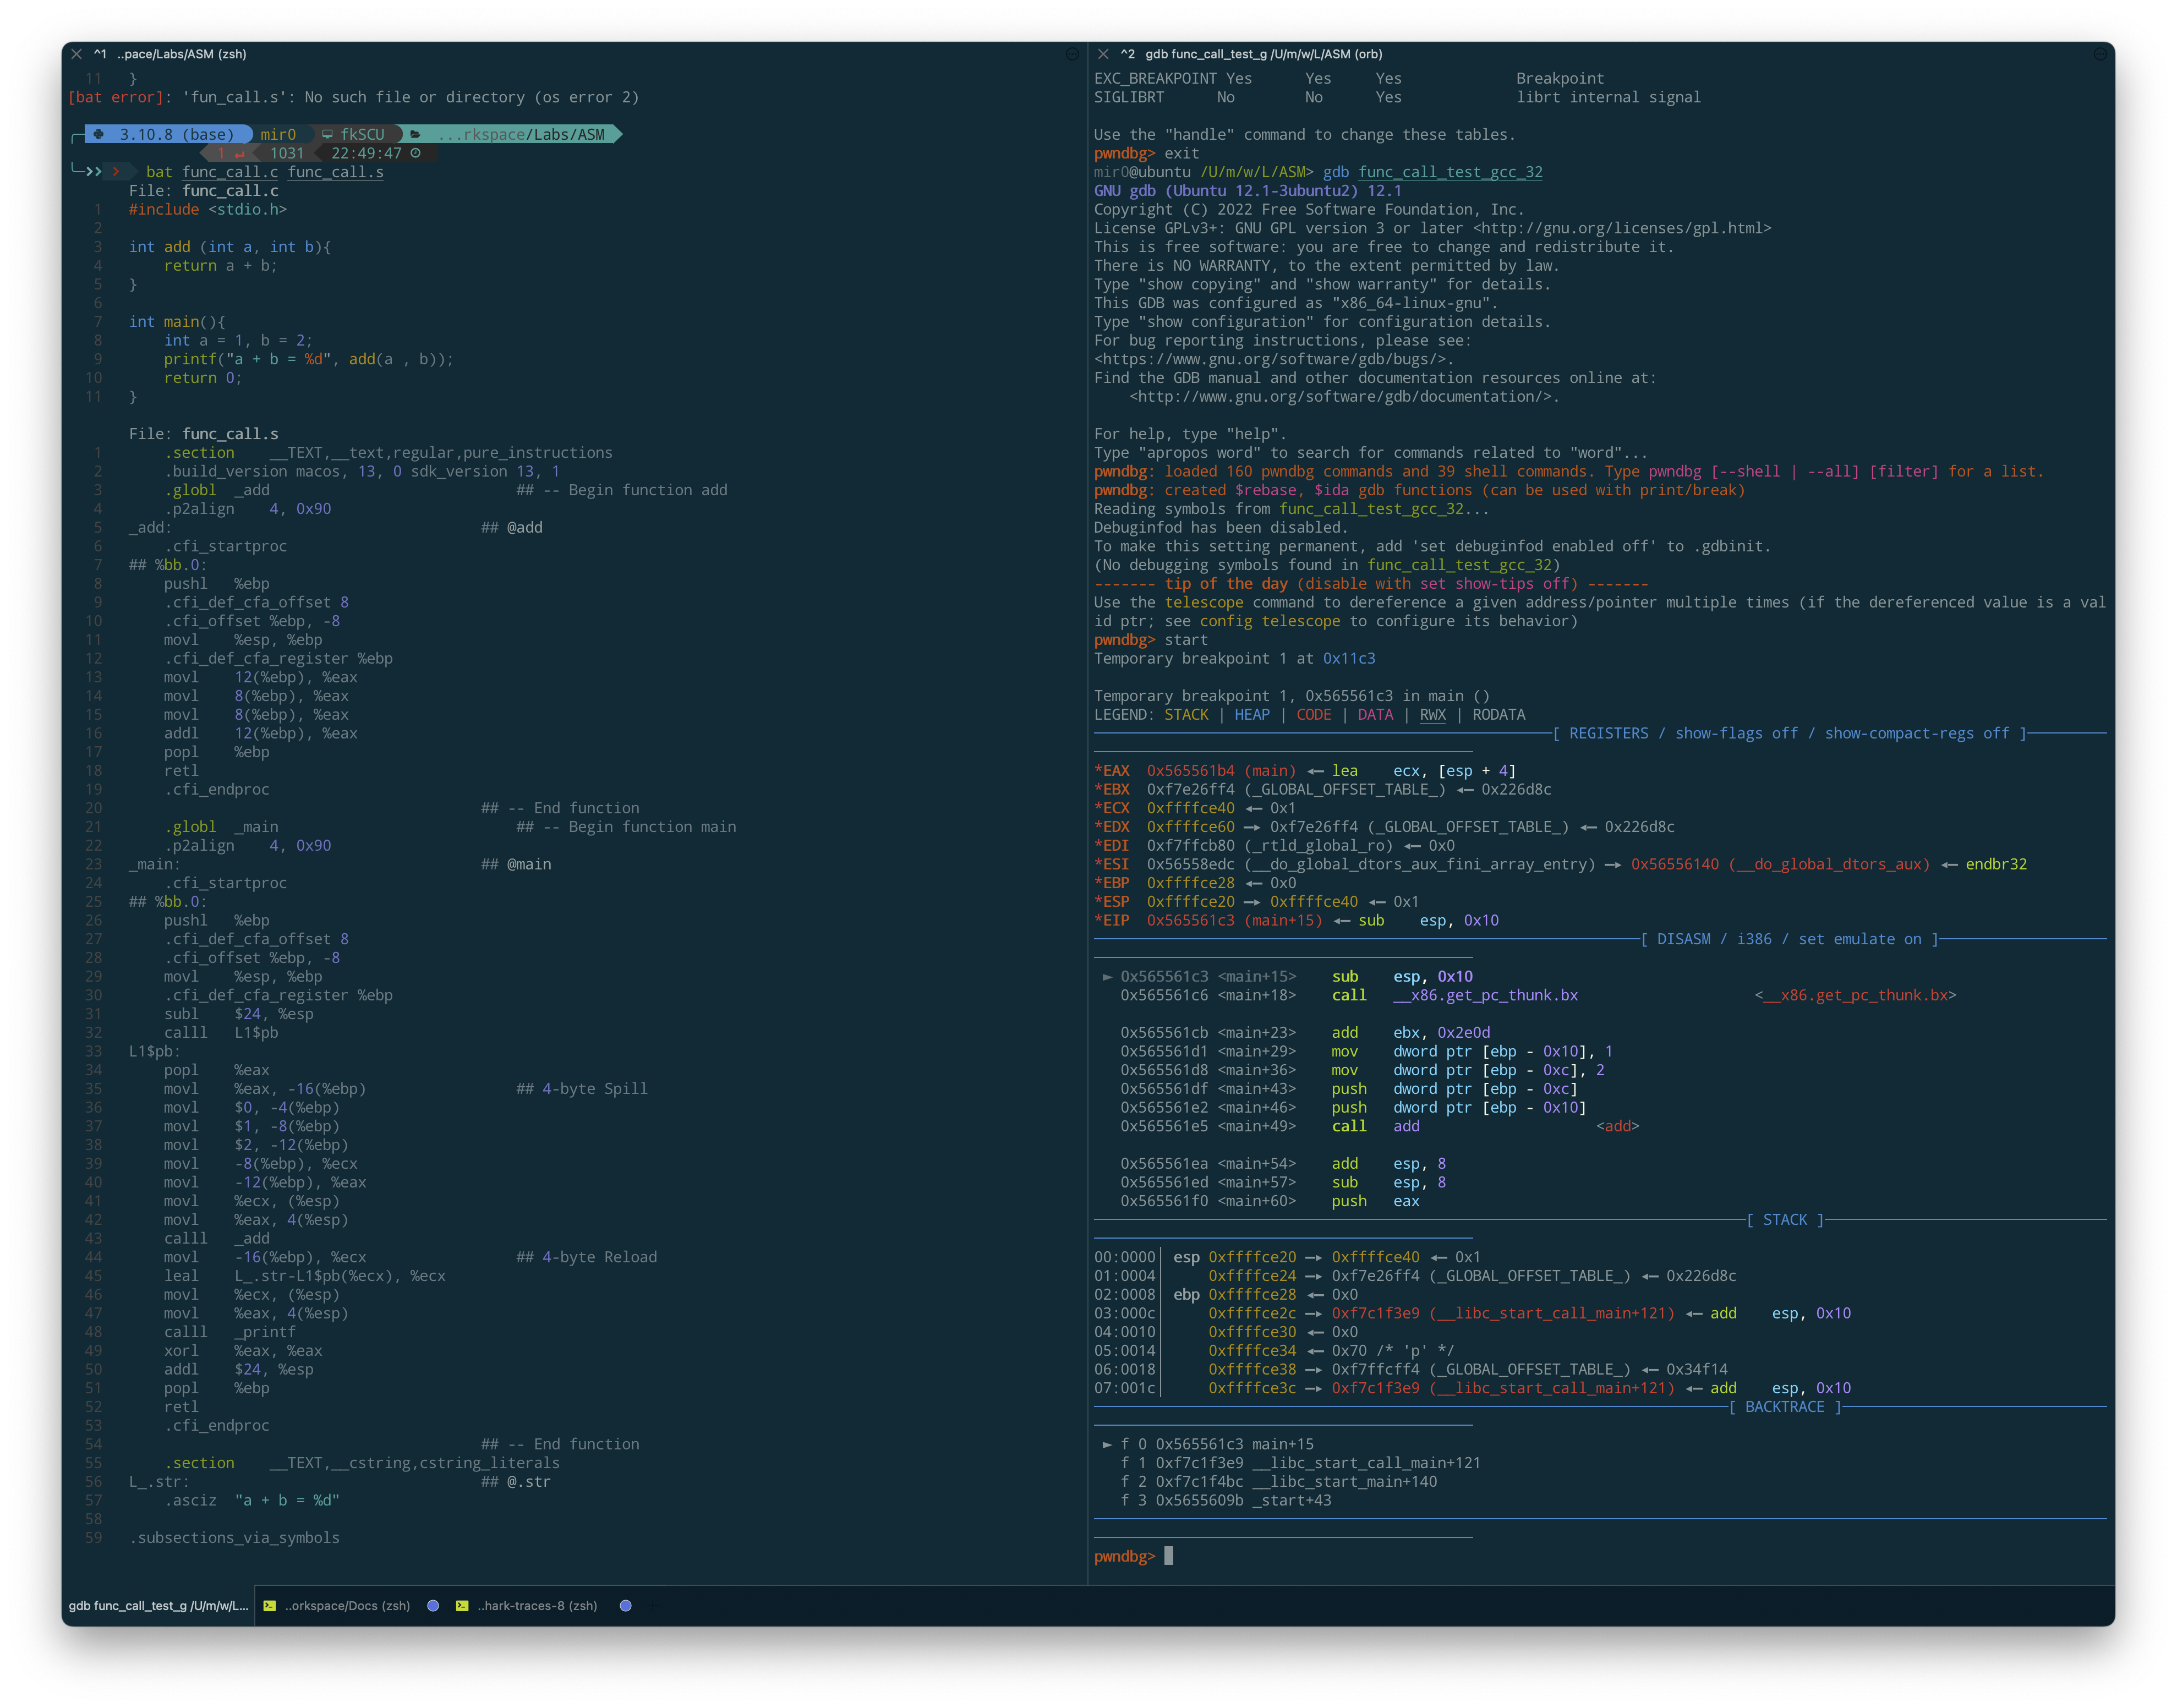 ^1 ..pace/Labs/ASM (zsh)
11 }
[bat error]: 'fun_call.s': No such file or directory (os error 2)
3.10.8 (base) mir0 fkSCU ...rkspace/Labs/ASM
1 ↵ 1031 22:49:47
bat func_call.c func_call.s
File: func_call.c
1 #include <stdio.h>
2
3 int add (int a, int b){
4 return a + b;
5 }
6
7 int main(){
8 int a = 1, b = 2;
9 printf("a + b = %d", add(a , b));
10 return 0;
11 }
File: func_call.s
1 .section __TEXT,__text,regular,pure_instructions
2 .build_version macos, 13, 0 sdk_version 13, 1
3 .globl _add ## -- Begin function add
4 .p2align 4, 0x90
5 _add: ## @add
6 .cfi_startproc
7 ## %bb.0:
8 pushl %ebp
9 .cfi_def_cfa_offset 8
10 .cfi_offset %ebp, -8
11 movl %esp, %ebp
12 .cfi_def_cfa_register %ebp
13 movl 12(%ebp), %eax
14 movl 8(%ebp), %eax
15 movl 8(%ebp), %eax
16 addl 12(%ebp), %eax
17 popl %ebp
18 retl
19 .cfi_endproc
20 ## -- End function
21 .globl _main ## -- Begin function main
22 .p2align 4, 0x90
23 _main: ## @main
24 .cfi_startproc
25 ## %bb.0:
26 pushl %ebp
27 .cfi_def_cfa_offset 8
28 .cfi_offset %ebp, -8
29 movl %esp, %ebp
30 .cfi_def_cfa_register %ebp
31 subl $24, %esp
32 calll L1$pb
33 L1$pb:
34 popl %eax
35 movl %eax, -16(%ebp) ## 4-byte Spill
36 movl $0, -4(%ebp)
37 movl $1, -8(%ebp)
38 movl $2, -12(%ebp)
39 movl -8(%ebp), %ecx
40 movl -12(%ebp), %eax
41 movl %ecx, (%esp)
42 movl %eax, 4(%esp)
43 calll _add
44 movl -16(%ebp), %ecx ## 4-byte Reload
45 leal L_.str-L1$pb(%ecx), %ecx
46 movl %ecx, (%esp)
47 movl %eax, 4(%esp)
48 calll _printf
49 xorl %eax, %eax
50 addl $24, %esp
51 popl %ebp
52 retl
53 .cfi_endproc
54 ## -- End function
55 .section __TEXT,__cstring,cstring_literals
56 L_.str: ## @.str
57 .asciz "a + b = %d"
58
59 .subsections_via_symbols
^2 gdb func_call_test_g /U/m/w/L/ASM (orb)
EXC_BREAKPOINT Yes Yes Yes Breakpoint
SIGLIBRT No No Yes librt internal signal
Use the "handle" command to change these tables.
pwndbg> exit
mir0@ubuntu /U/m/w/L/ASM> gdb func_call_test_gcc_32
GNU gdb (Ubuntu 12.1-3ubuntu2) 12.1
Copyright (C) 2022 Free Software Foundation, Inc.
License GPLv3+: GNU GPL version 3 or later <http://gnu.org/licenses/gpl.html>
This is free software: you are free to change and redistribute it.
There is NO WARRANTY, to the extent permitted by law.
Type "show copying" and "show warranty" for details.
This GDB was configured as "x86_64-linux-gnu".
Type "show configuration" for configuration details.
For bug reporting instructions, please see:
<https://www.gnu.org/software/gdb/bugs/>.
Find the GDB manual and other documentation resources online at:
<http://www.gnu.org/software/gdb/documentation/>.
For help, type "help".
Type "apropos word" to search for commands related to "word"...
pwndbg: loaded 160 pwndbg commands and 39 shell commands. Type pwndbg [--shell | --all] [filter] for a list.
pwndbg: created $rebase, $ida gdb functions (can be used with print/break)
Reading symbols from func_call_test_gcc_32...
Debuginfod has been disabled.
To make this setting permanent, add 'set debuginfod enabled off' to .gdbinit.
(No debugging symbols found in func_call_test_gcc_32)
------- tip of the day (disable with set show-tips off) -------
Use the telescope command to dereference a given address/pointer multiple times (if the dereferenced value is a val
id ptr; see config telescope to configure its behavior)
pwndbg> start
Temporary breakpoint 1 at 0x11c3
Temporary breakpoint 1, 0x565561c3 in main ()
LEGEND: STACK | HEAP | CODE | DATA | RWX | RODATA
[ REGISTERS / show-flags off / show-compact-regs off ]
*EAX 0x565561b4 (main) ◂— lea ecx, [esp + 4]
*EBX 0xf7e26ff4 (_GLOBAL_OFFSET_TABLE_) ◂— 0x226d8c
*ECX 0xffffce40 ◂— 0x1
*EDX 0xffffce60 —▸ 0xf7e26ff4 (_GLOBAL_OFFSET_TABLE_) ◂— 0x226d8c
*EDI 0xf7ffcb80 (_rtld_global_ro) ◂— 0x0
*ESI 0x56558edc (__do_global_dtors_aux_fini_array_entry) —▸ 0x56556140 (__do_global_dtors_aux) ◂— endbr32
*EBP 0xffffce28 ◂— 0x0
*ESP 0xffffce20 —▸ 0xffffce40 ◂— 0x1
*EIP 0x565561c3 (main+15) ◂— sub esp, 0x10
[ DISASM / i386 / set emulate on ]
► 0x565561c3 <main+15> sub esp, 0x10
0x565561c6 <main+18> call __x86.get_pc_thunk.bx <__x86.get_pc_thunk.bx>
0x565561cb <main+23> add ebx, 0x2e0d
0x565561d1 <main+29> mov dword ptr [ebp - 0x10], 1
0x565561d8 <main+36> mov dword ptr [ebp - 0xc], 2
0x565561df <main+43> push dword ptr [ebp - 0xc]
0x565561e2 <main+46> push dword ptr [ebp - 0x10]
0x565561e5 <main+49> call add <add>
0x565561ea <main+54> add esp, 8
0x565561ed <main+57> sub esp, 8
0x565561f0 <main+60> push eax
[ STACK ]
00:0000│ esp 0xffffce20 —▸ 0xffffce40 ◂— 0x1
01:0004│ 0xffffce24 —▸ 0xf7e26ff4 (_GLOBAL_OFFSET_TABLE_) ◂— 0x226d8c
02:0008│ ebp 0xffffce28 ◂— 0x0
03:000c│ 0xffffce2c —▸ 0xf7c1f3e9 (__libc_start_call_main+121) ◂— add esp, 0x10
04:0010│ 0xffffce30 ◂— 0x0
05:0014│ 0xffffce34 ◂— 0x70 /* 'p' */
06:0018│ 0xffffce38 —▸ 0xf7ffcff4 (_GLOBAL_OFFSET_TABLE_) ◂— 0x34f14
07:001c│ 0xffffce3c —▸ 0xf7c1f3e9 (__libc_start_call_main+121) ◂— add esp, 0x10
[ BACKTRACE ]
► f 0 0x565561c3 main+15
f 1 0xf7c1f3e9 __libc_start_call_main+121
f 2 0xf7c1f4bc __libc_start_main+140
f 3 0x5655609b _start+43
pwndbg>
gdb func_call_test_g /U/m/w/L... ..orkspace/Docs (zsh) ..hark-traces-8 (zsh)